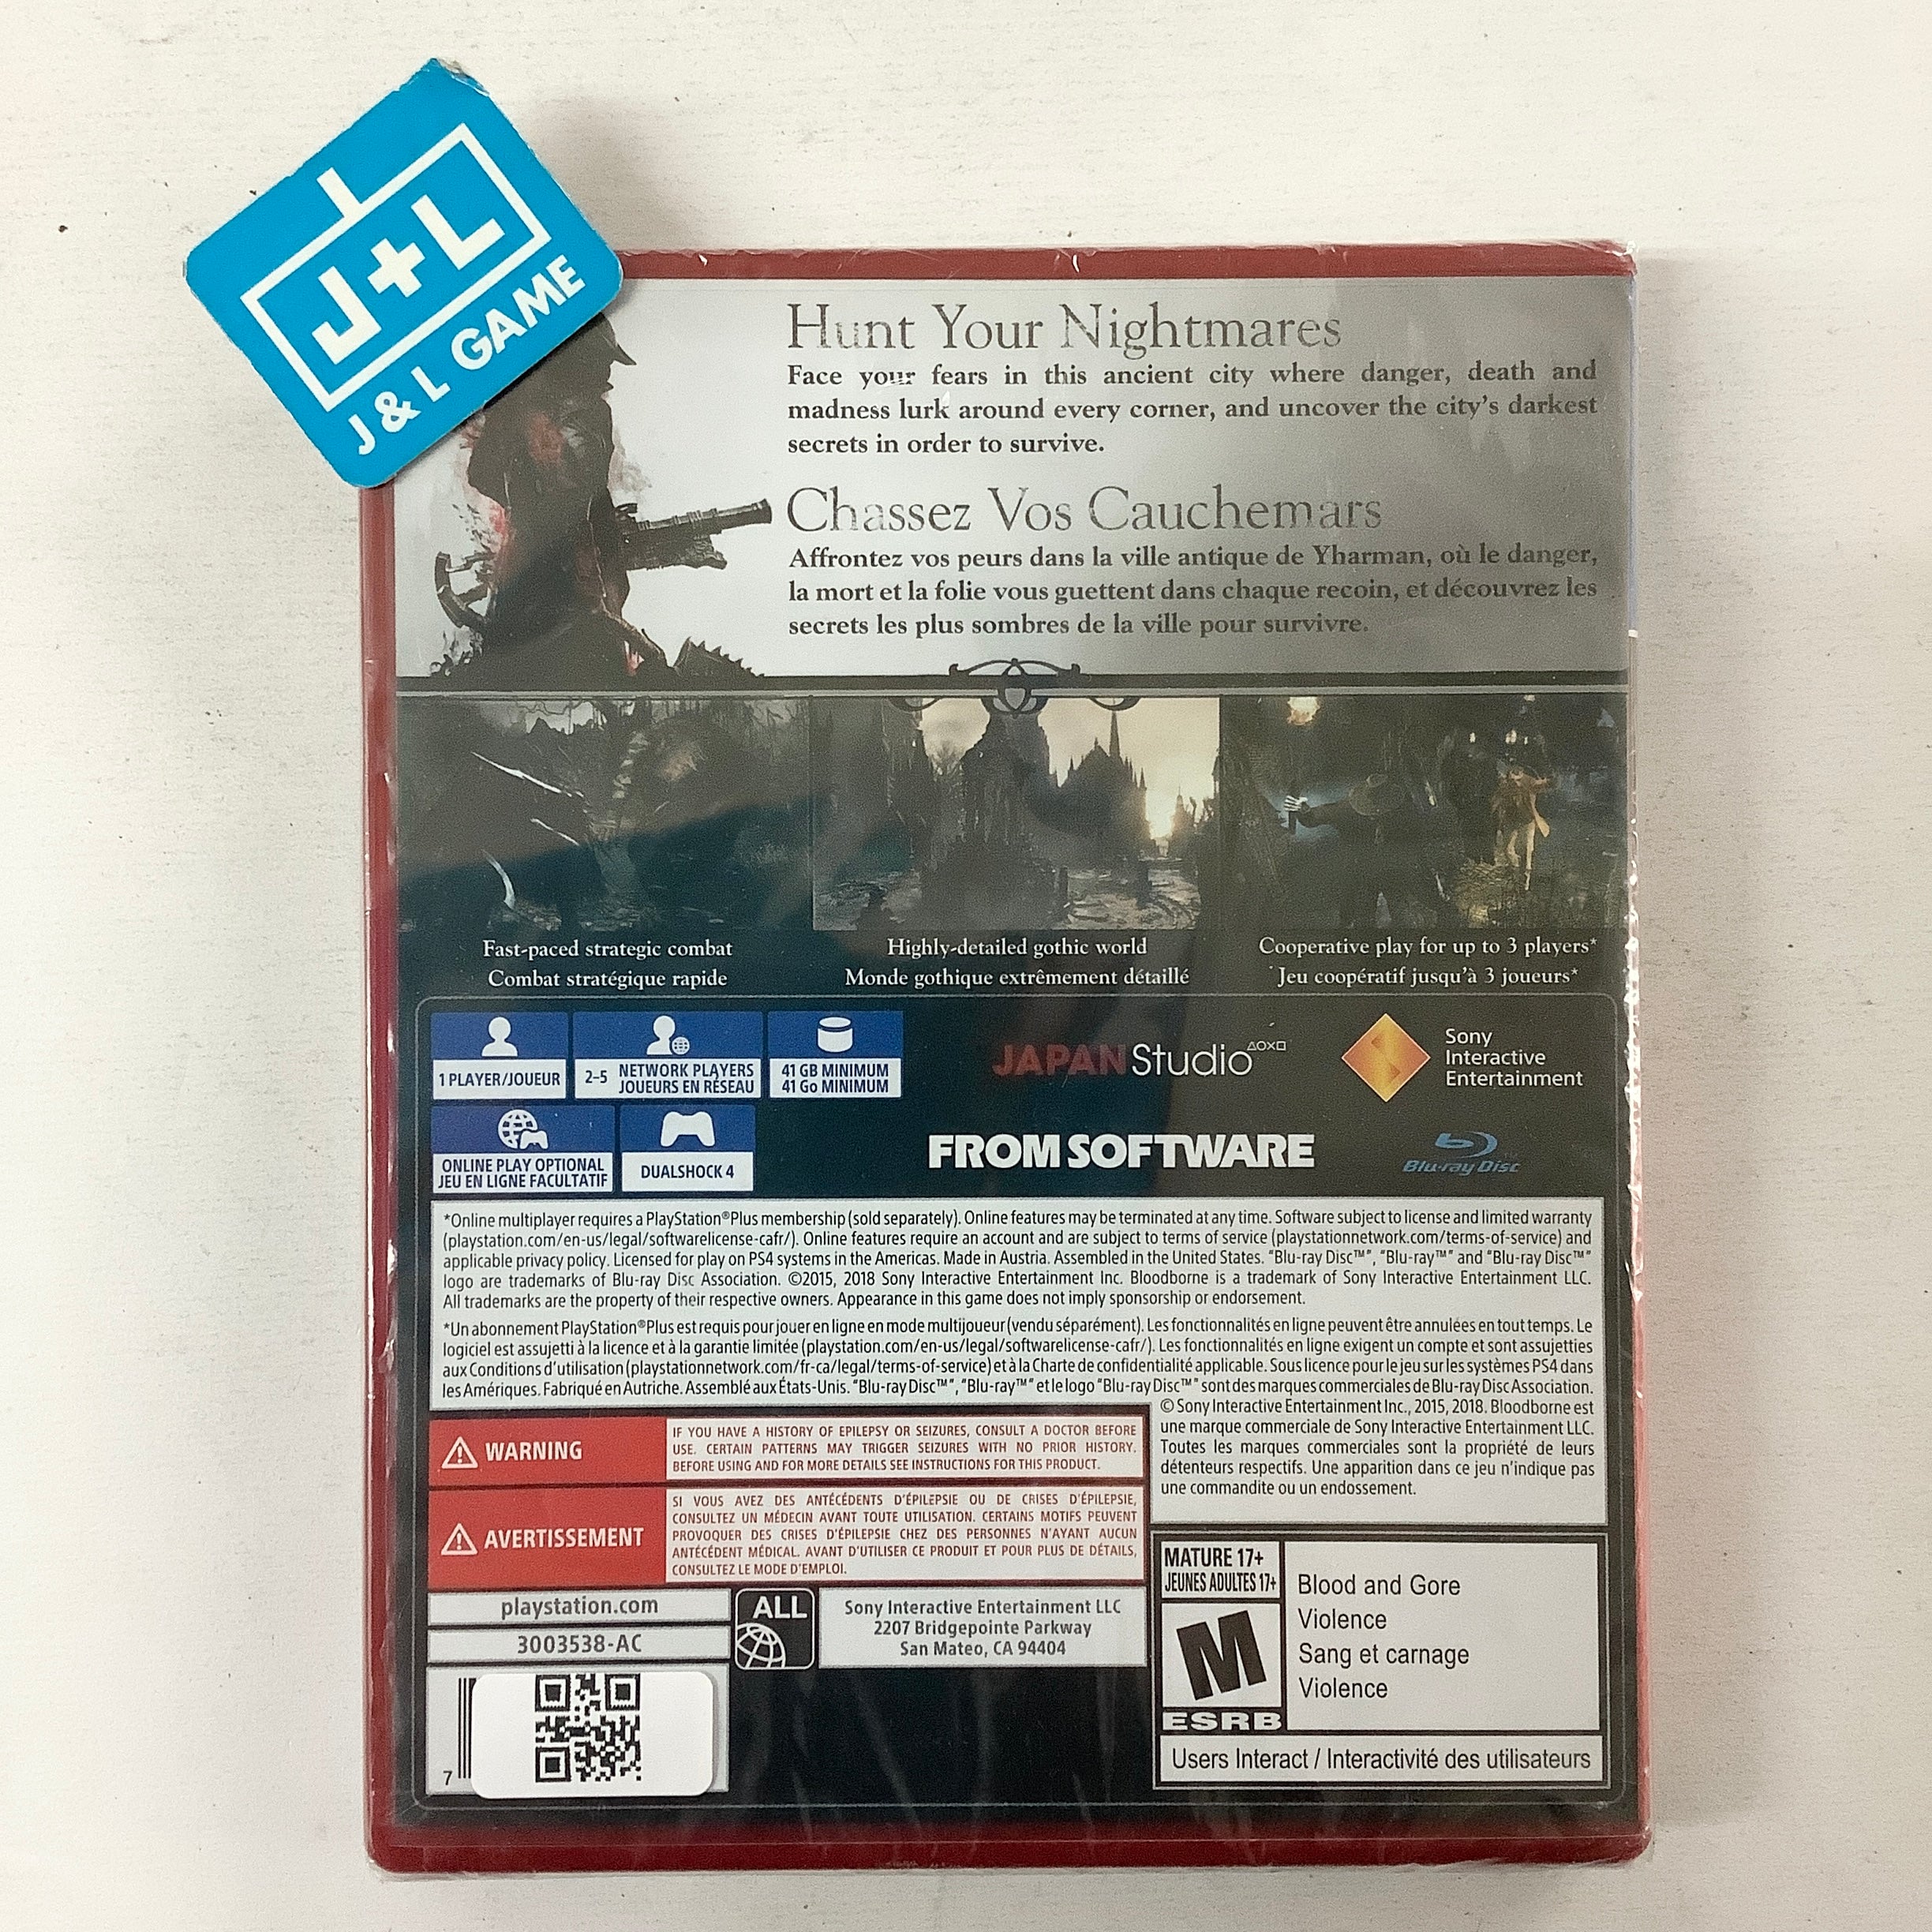 J+L
J & L GAME
Hunt Your Nightmares
Face your fears in this ancient city where danger, death and
madness lurk around every corner, and uncover the city's darkest
secrets in order to survive.
Chassez Vos Cauchemars
Affrontez vos peurs dans la ville antique de Yharman, où le danger,
la mort et la folie vous guettent dans chaque recoin, et découvrez les
secrets les plus sombres de la ville pour survivre.
Fast-paced strategic combat
Combat stratégique rapide
Highly-detailed gothic world
Monde gothique extrêmement détaillé
Cooperative play for up to 3 players*
Jeu coopératif jusqu'à 3 joueurs*
1 PLAYER/JOUEUR
2-5 NETWORK PLAYERS
JOUEURS EN RÉSEAU
41 GB MINIMUM
41 Go MINIMUM
ONLINE PLAY OPTIONAL
JEU EN LIGNE FACULTATIF
DUALSHOCK 4
JAPAN Studio
Sony
Interactive
Entertainment
FROM SOFTWARE
Blu-ray Disc
*Online multiplayer requires a PlayStation®Plus membership (sold separately). Online features may be terminated at any time. Software subject to license and limited warranty
(playstation.com/en-us/legal/softwarelicense-cafr/). Online features require an account and are subject to terms of service (playstationnetwork.com/terms-of-service) and
applicable privacy policy. Licensed for play on PS4 systems in the Americas. Made in Austria. Assembled in the United States. "Blu-ray Disc™", "Blu-ray™" and "Blu-ray Disc™"
logo are trademarks of Blu-ray Disc Association. ©2015, 2018 Sony Interactive Entertainment Inc. Bloodborne is a trademark of Sony Interactive Entertainment LLC.
All trademarks are the property of their respective owners. Appearance in this game does not imply sponsorship or endorsement.
*Un abonnement PlayStation®Plus est requis pour jouer en ligne en mode multijoueur (vendu séparément). Les fonctionnalités en ligne peuvent être annulées en tout temps. Le
logiciel est assujetti à la licence et à la garantie limitée (playstation.com/en-us/legal/softwarelicense-cafr/). Les fonctionnalités en ligne exigent un compte et sont assujetties
aux Conditions d'utilisation (playstationnetwork.com/fr-ca/legal/terms-of-service) et à la Charte de confidentialité applicable. Sous licence pour le jeu sur les systèmes PS4 dans
les Amériques. Fabriqué en Autriche. Assemblé aux États-Unis. "Blu-ray Disc™", "Blu-ray™" et le logo "Blu-ray Disc™" sont des marques commerciales de Blu-ray Disc Association.
© Sony Interactive Entertainment Inc., 2015, 2018. Bloodborne est
une marque commerciale de Sony Interactive Entertainment LLC.
Toutes les marques commerciales sont la propriété de leurs
détenteurs respectifs. Une apparition dans ce jeu n'indique pas
une commandite ou un endossement.
WARNING
IF YOU HAVE A HISTORY OF EPILEPSY OR SEIZURES, CONSULT A DOCTOR BEFORE
USE. CERTAIN PATTERNS MAY TRIGGER SEIZURES WITH NO PRIOR HISTORY.
BEFORE USING AND FOR MORE DETAILS SEE INSTRUCTIONS FOR THIS PRODUCT.
AVERTISSEMENT
SI VOUS AVEZ DES ANTÉCÉDENTS D'ÉPILEPSIE OU DE CRISES D'ÉPILEPSIE,
CONSULTEZ UN MÉDECIN AVANT TOUTE UTILISATION. CERTAINS MOTIFS PEUVENT
PROVOQUER DES CRISES D'ÉPILEPSIE CHEZ DES PERSONNES N'AYANT AUCUN
ANTÉCÉDENT MÉDICAL. AVANT D'UTILISER CE PRODUIT ET POUR PLUS DE DÉTAILS,
CONSULTEZ LE MODE D'EMPLOI.
playstation.com
3003538-AC
ALL
Sony Interactive Entertainment LLC
2207 Bridgepointe Parkway
San Mateo, CA 94404
7
MATURE 17+
JEUNES ADULTES 17+
M
ESRB
Blood and Gore
Violence
Sang et carnage
Violence
Users Interact / Interactivité des utilisateurs